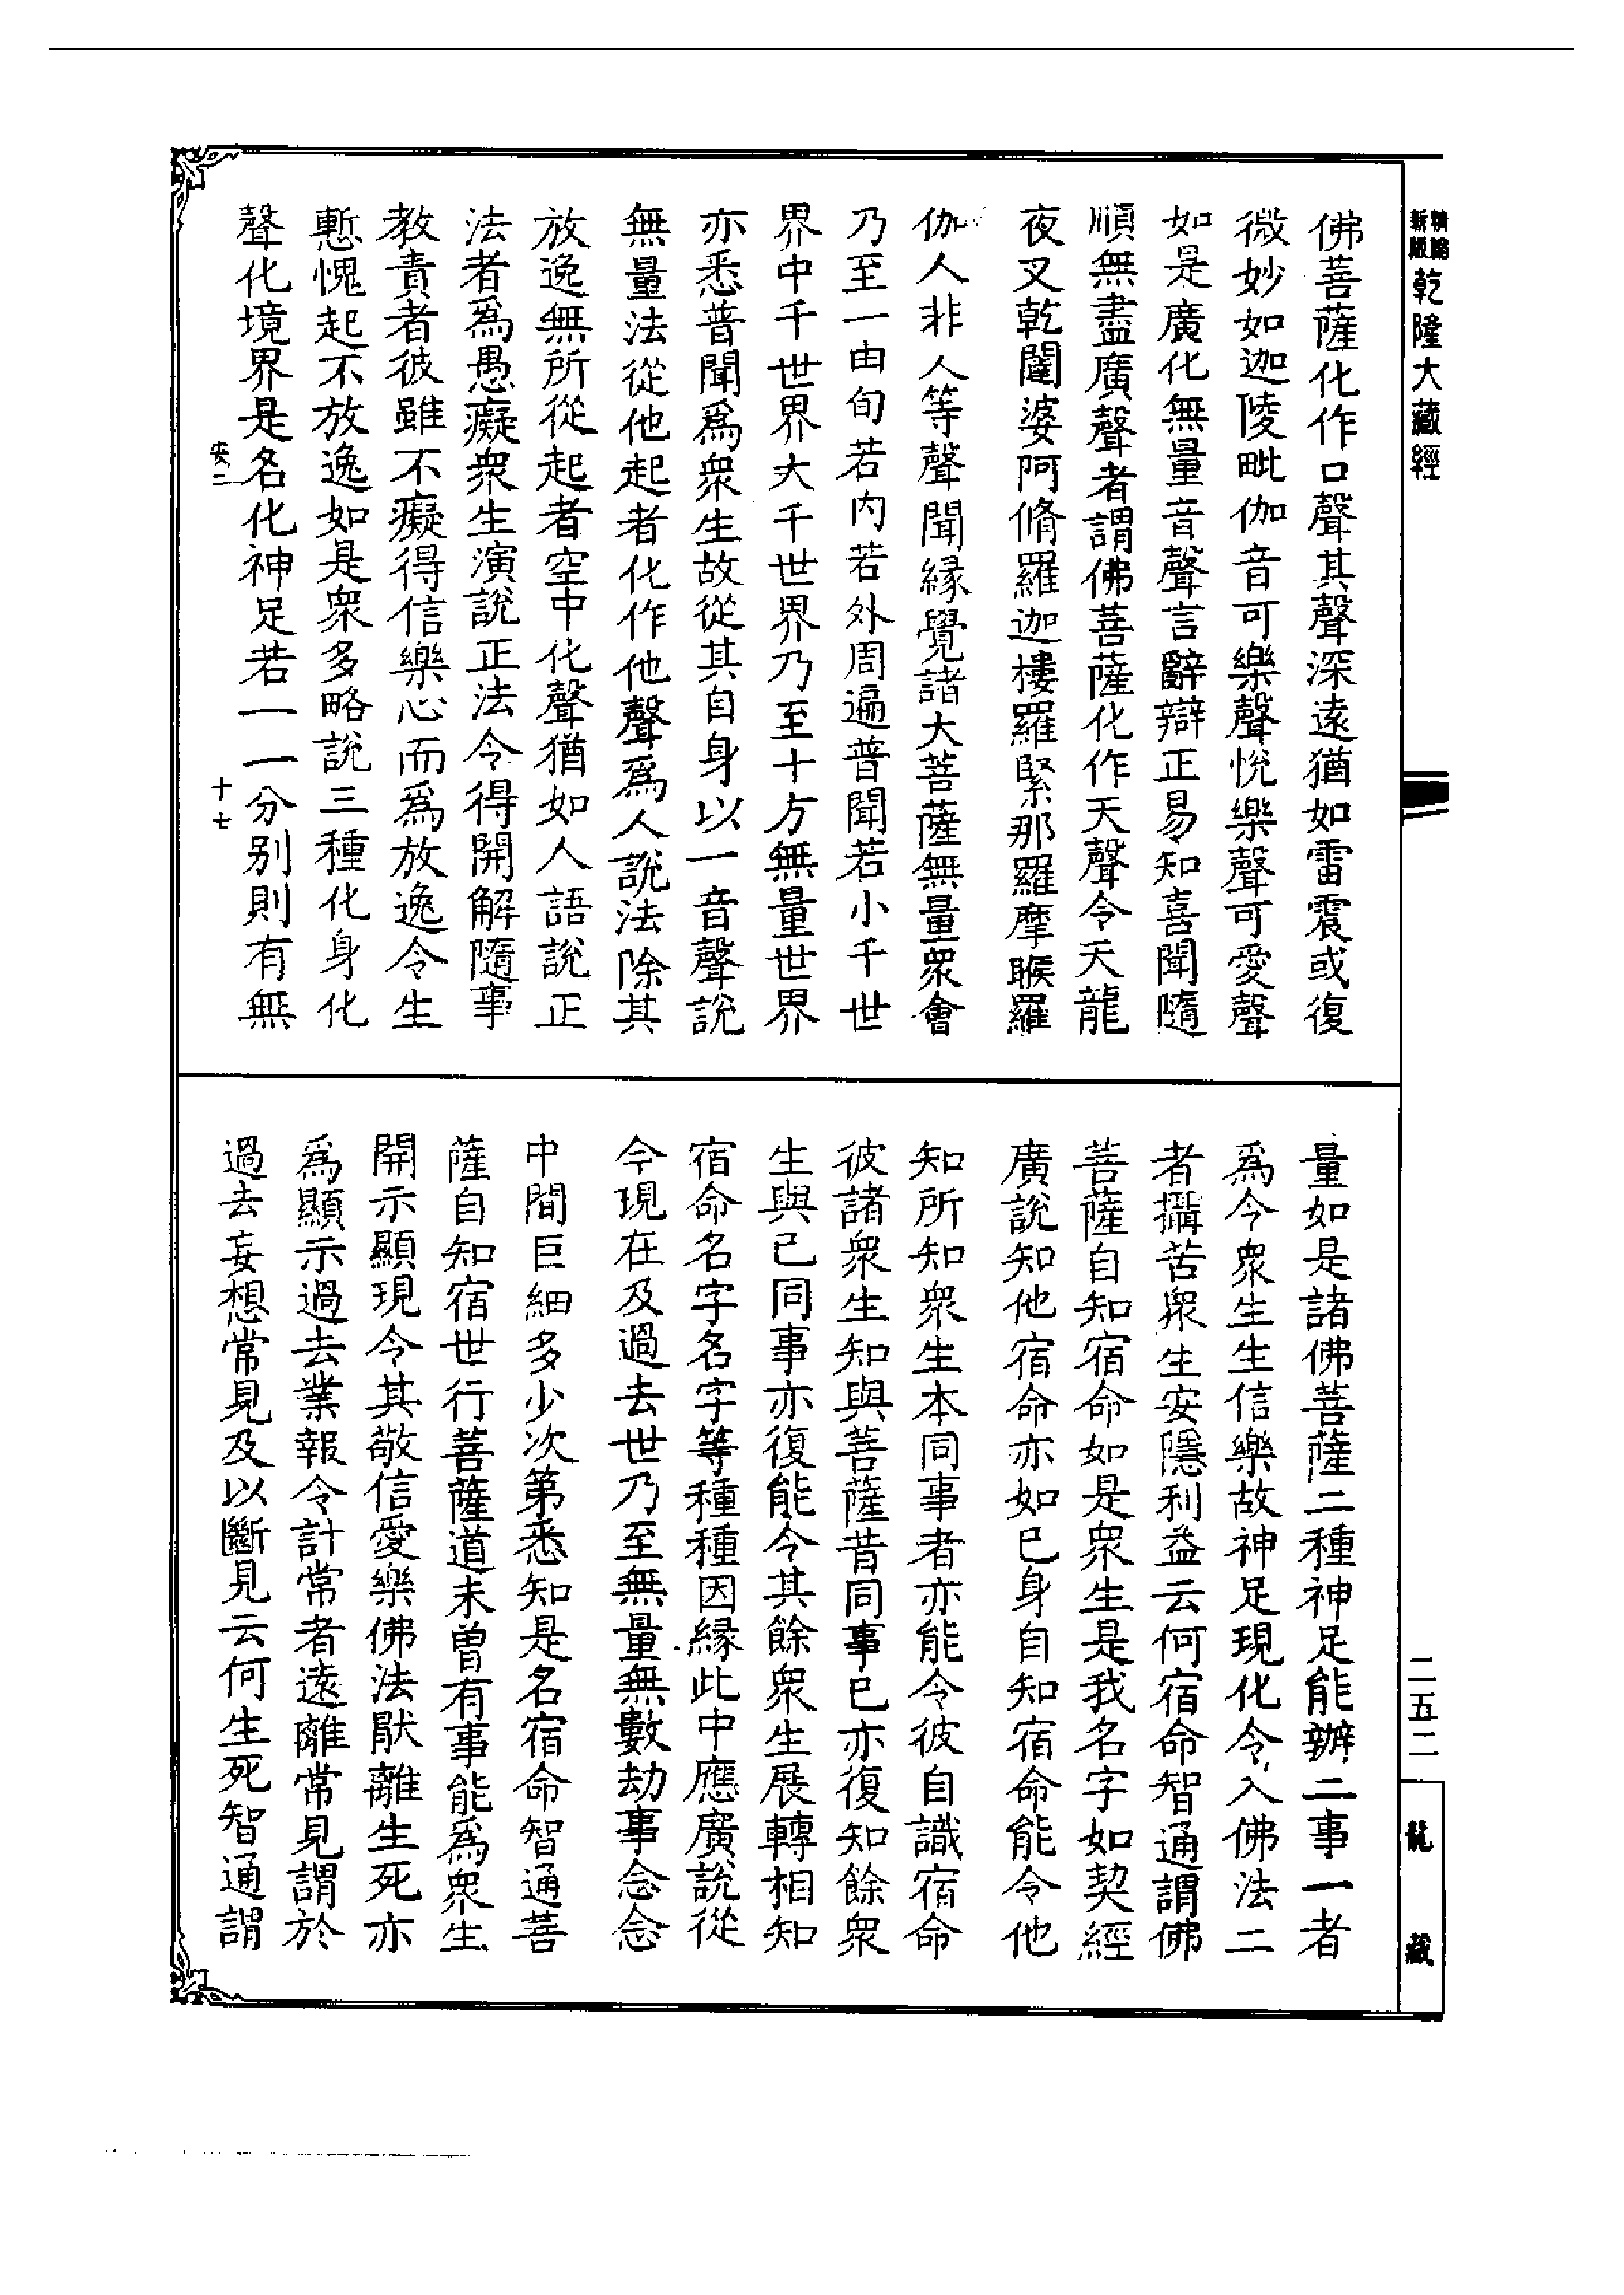 精縮新版乾隆大藏經
佛菩薩化作口聲其聲深遠猶如雷震或復
微妙如迦陵毗伽音可樂聲悅樂聲可愛聲
如是廣化無量音聲言辭辯正易知喜聞隨
順無盡廣聲者謂佛菩薩化作天聲令天龍
夜叉乾闥婆阿脩羅迦樓羅緊那羅摩睺羅
伽人非人等聲聞緣覺諸大菩薩無量眾會
乃至一由旬若內若外周遍普聞若小千世
界中千世界大千世界乃至十方無量世界
亦悉普聞為眾生故從其自身以一音聲說
無量法從他起者化作他聲為人說法除其
放逸無所從起者空中化聲猶如人語說正
法者為愚癡眾生演說正法令得開解隨事
教責者彼雖不癡得信樂心而為放逸令生
慙愧起不放逸如是眾多略說三種化身化
聲化境界是名化神足若一一分別則有無
安二
十七
量如是諸佛菩薩二種神足能辦二事一者
為令眾生生信樂故神足現化令入佛法二
者攝苦眾生安隱利益云何宿命智通謂佛
菩薩自知宿命如是眾生是我名字如契經
廣說知他宿命亦如已身自知宿命能令他
知所知眾生本同事者亦能令彼自識宿命
彼諸眾生知與菩薩昔同事已亦復知餘眾
生與已同事亦復能令其餘眾生展轉相知
宿命名字名字等種種因緣此中應廣說從
今現在及過去世乃至無量無數劫事念念
中間巨細多少次第悉知是名宿命智通菩
薩自知宿世行菩薩道未曾有事能為眾生
開示顯現令其敬信愛樂佛法厭離生死亦
為顯示過去業報令計常者遠離常見謂於
過去妄想常見及以斷見云何生死智通謂
二五二
龍藏